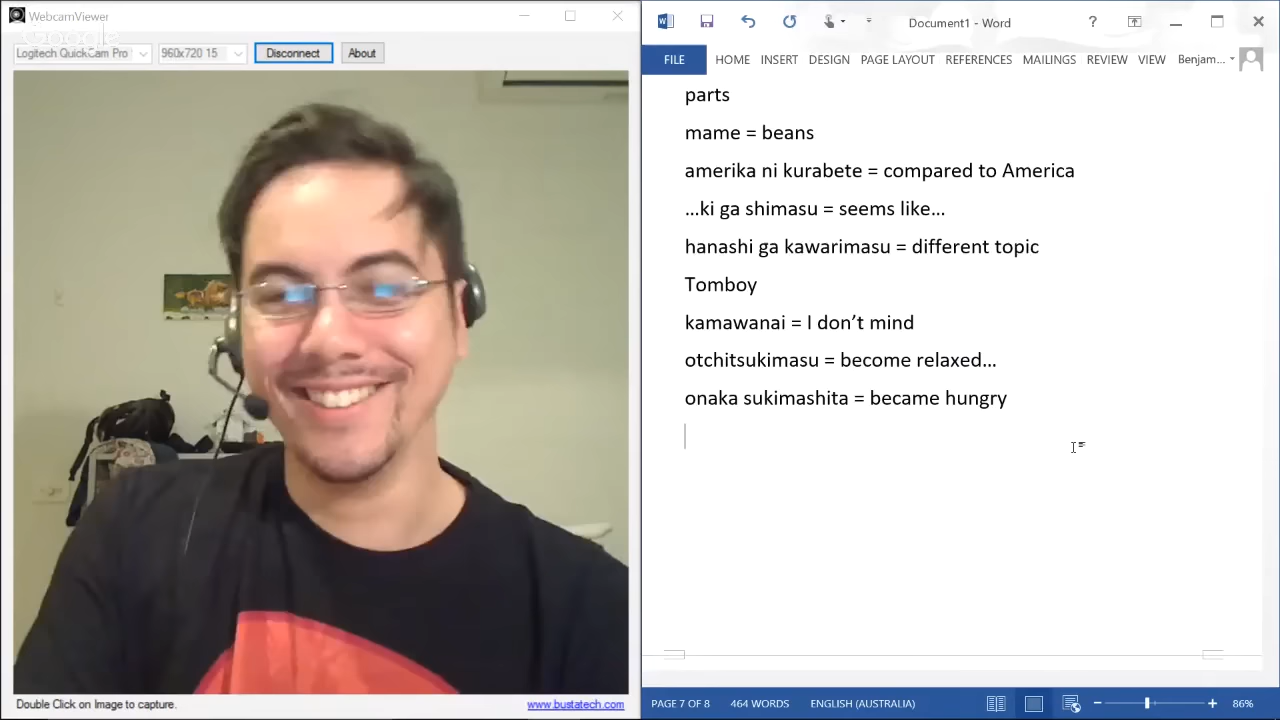 WebcamViewer
Google
Logitech QuickCam Pro
960x720 15
Disconnect
About
Double Click on Image to capture.
www.bustatech.com
Document1 - Word
?
FILE HOME INSERT DESIGN PAGE LAYOUT REFERENCES MAILINGS REVIEW VIEW Benjam...
parts
mame = beans
amerika ni kurabete = compared to America
…ki ga shimasu = seems like…
hanashi ga kawarimasu = different topic
Tomboy
kamawanai = I don’t mind
otchitsukimasu = become relaxed…
onaka sukimashita = became hungry
PAGE 7 OF 8 464 WORDS ENGLISH (AUSTRALIA) 86%